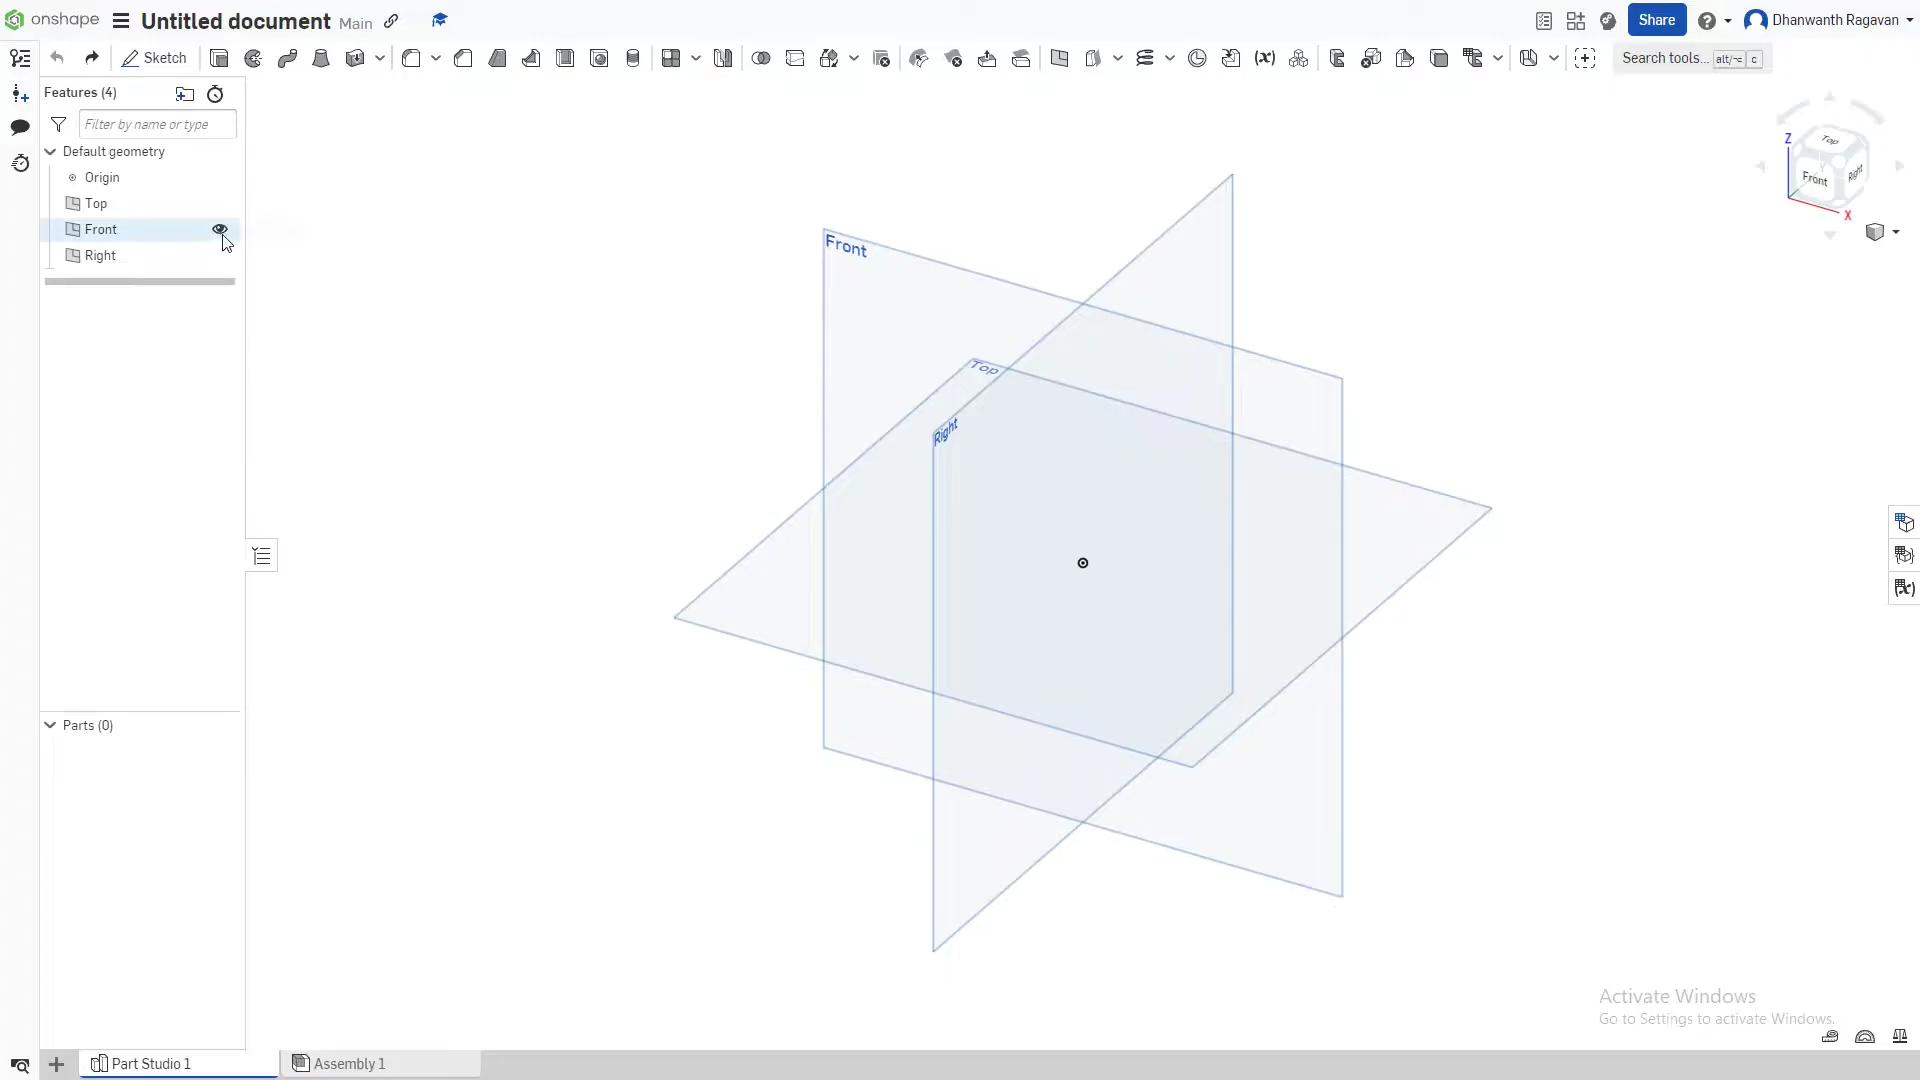 onshape Untitled document Main Share Dhanwanth Ragavan
Sketch Search tools... alt/⌥ c
Features (4)
Filter by name or type
Default geometry
Origin
Top
Front
Right
Parts (0)
Front
Top
Right
Top
Front
Right
Z
Y
X
Activate Windows
Go to Settings to activate Windows.
Part Studio 1 Assembly 1